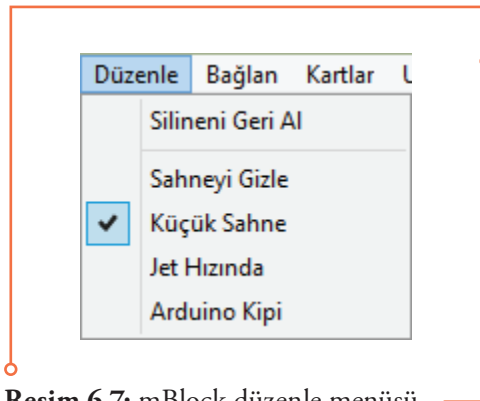 Düzenle Bağlan Kartlar
Silineni Geri Al
Sahneyi Gizle
Küçük Sahne
Jet Hızında
Arduino Kipi
Resim 6.7: mBlock düzenle menüsü